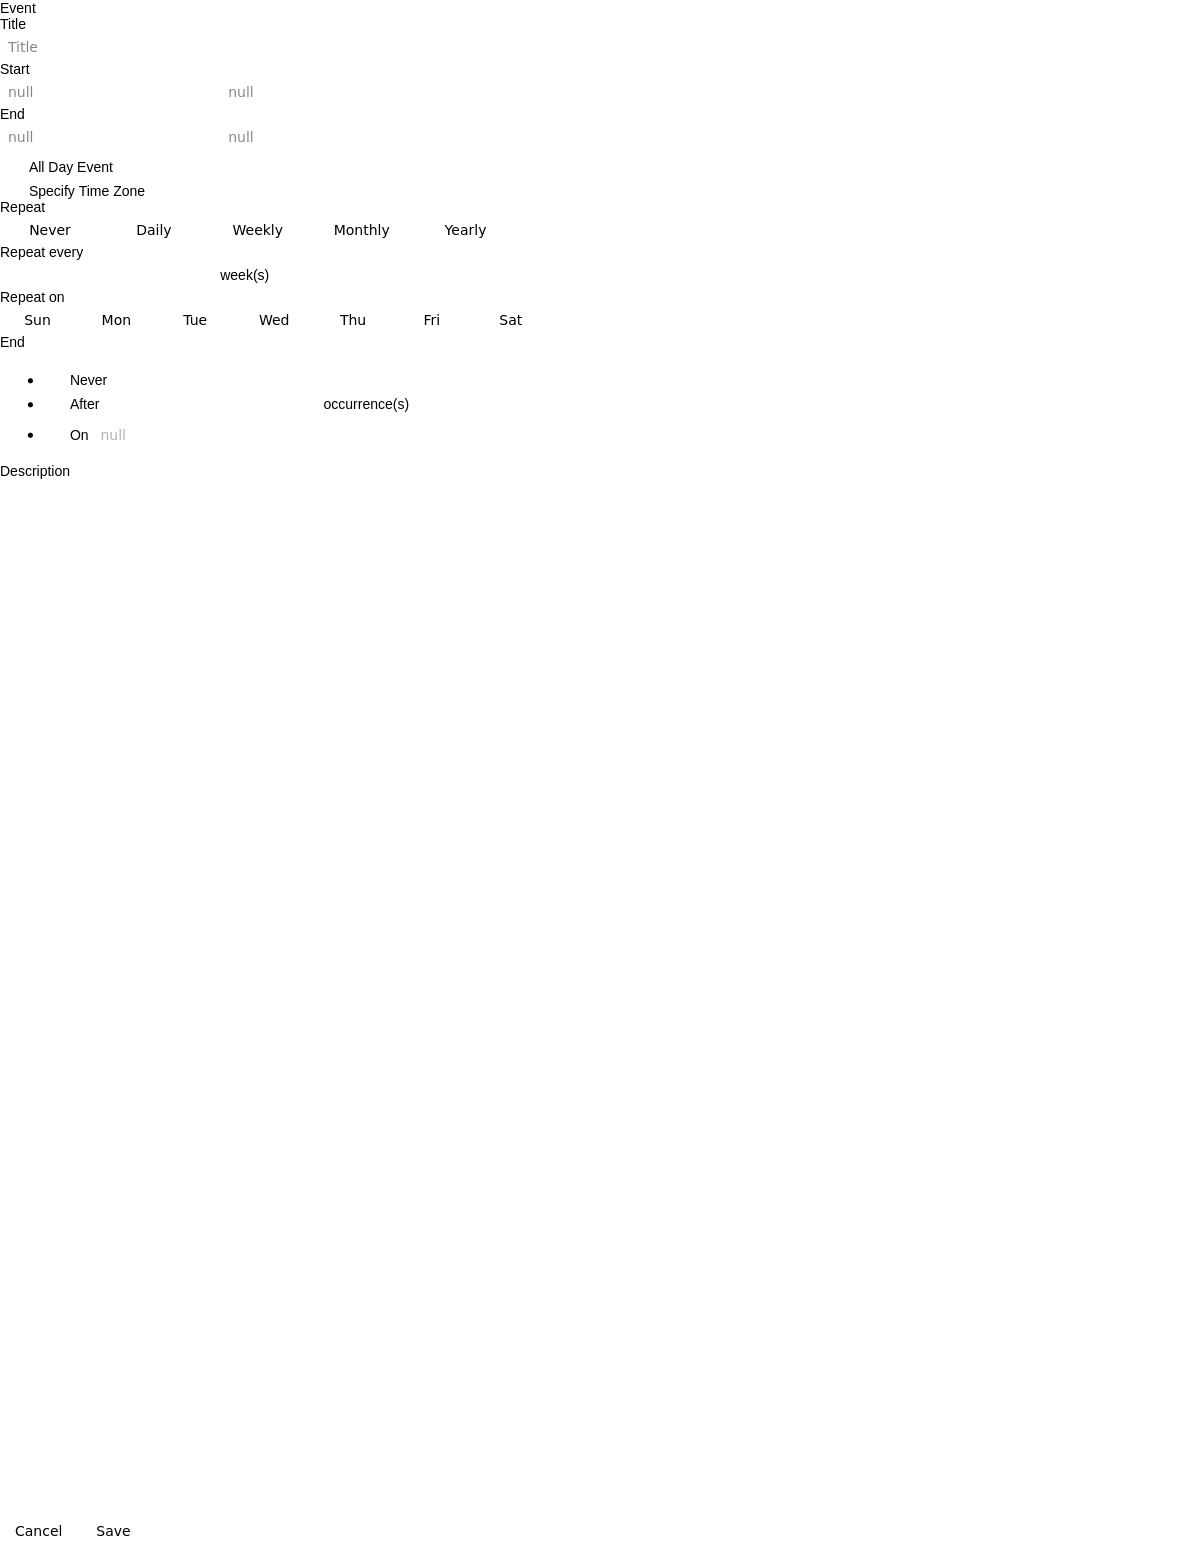 Event
Title
Title
Start
null null
End
null null
All Day Event
Specify Time Zone
Repeat
Never Daily Weekly Monthly Yearly
Repeat every
week(s)
Repeat on
Sun Mon Tue Wed Thu Fri Sat
End
• Never
• After occurrence(s)
• On null
Description
Cancel Save